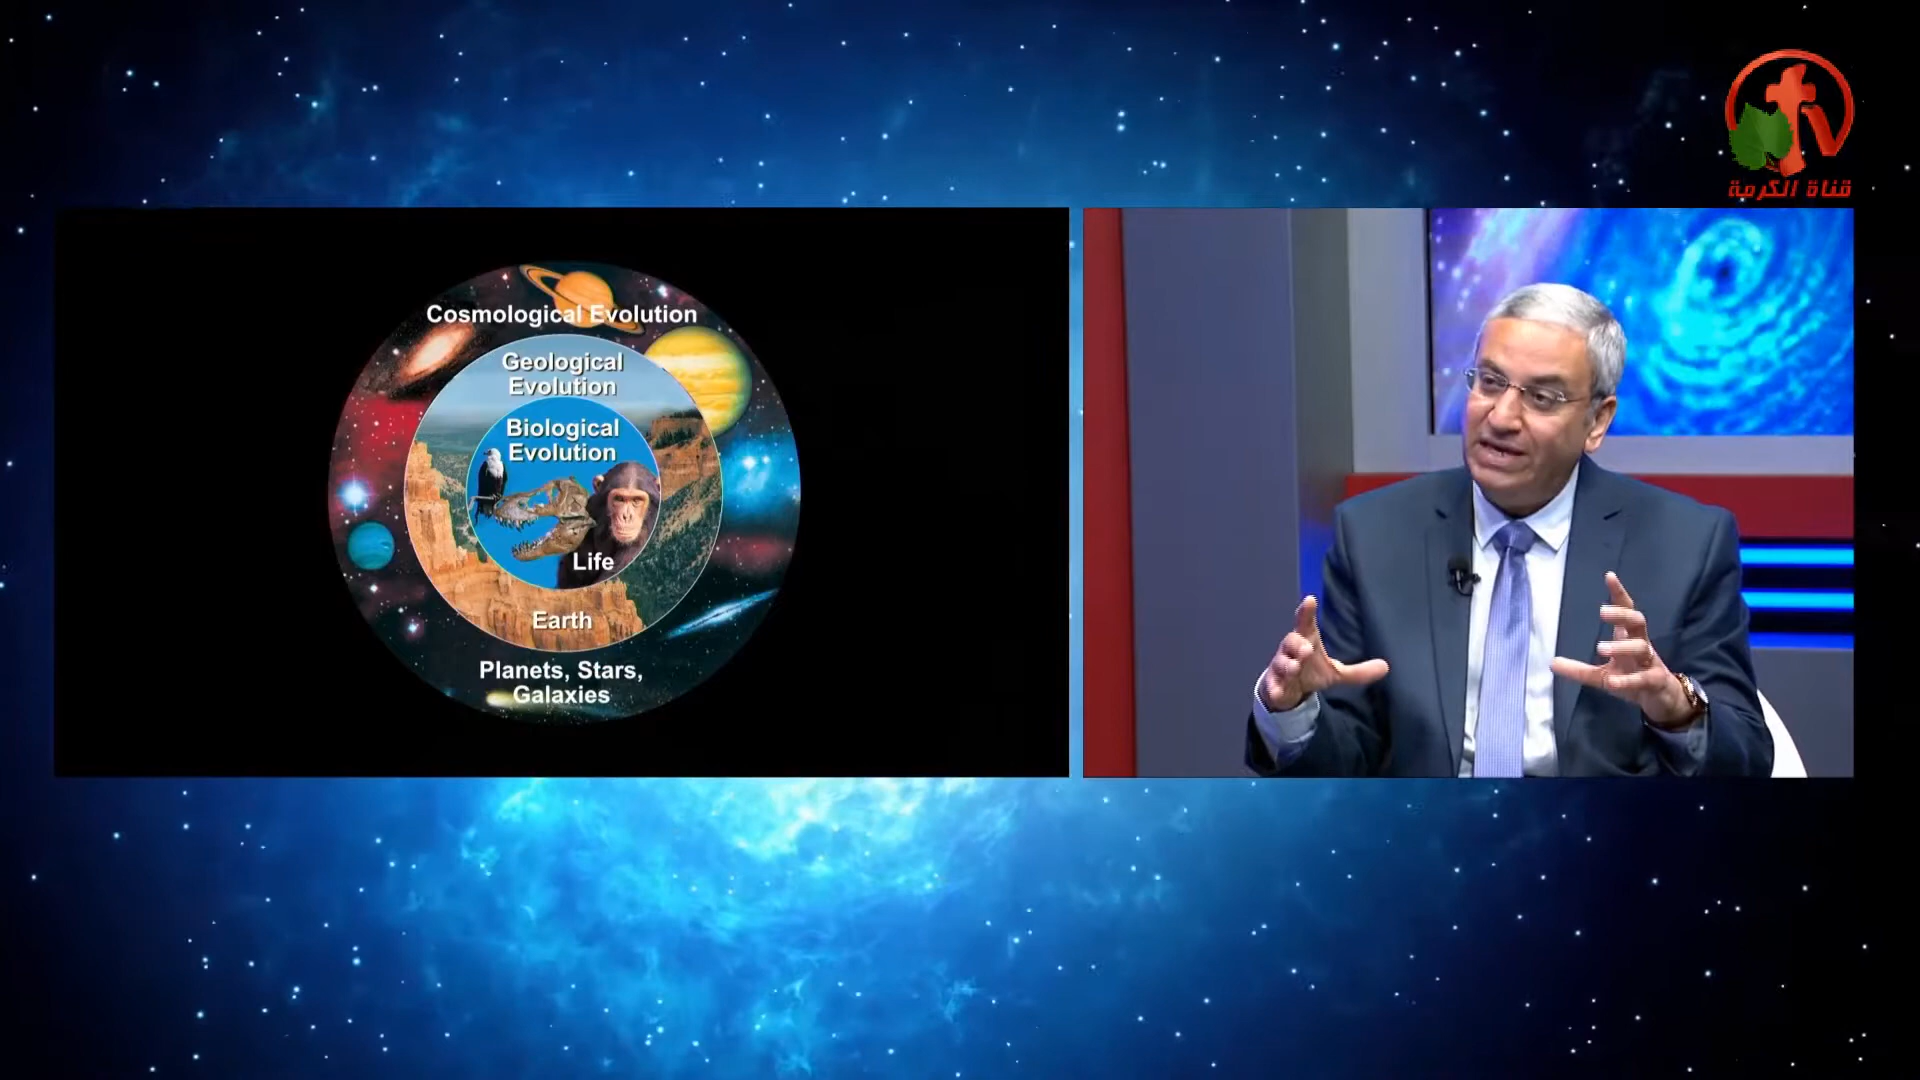 tv
قناة الكرمة
Cosmological Evolution
Geological
Evolution
Biological
Evolution
Life
Earth
Planets, Stars,
Galaxies